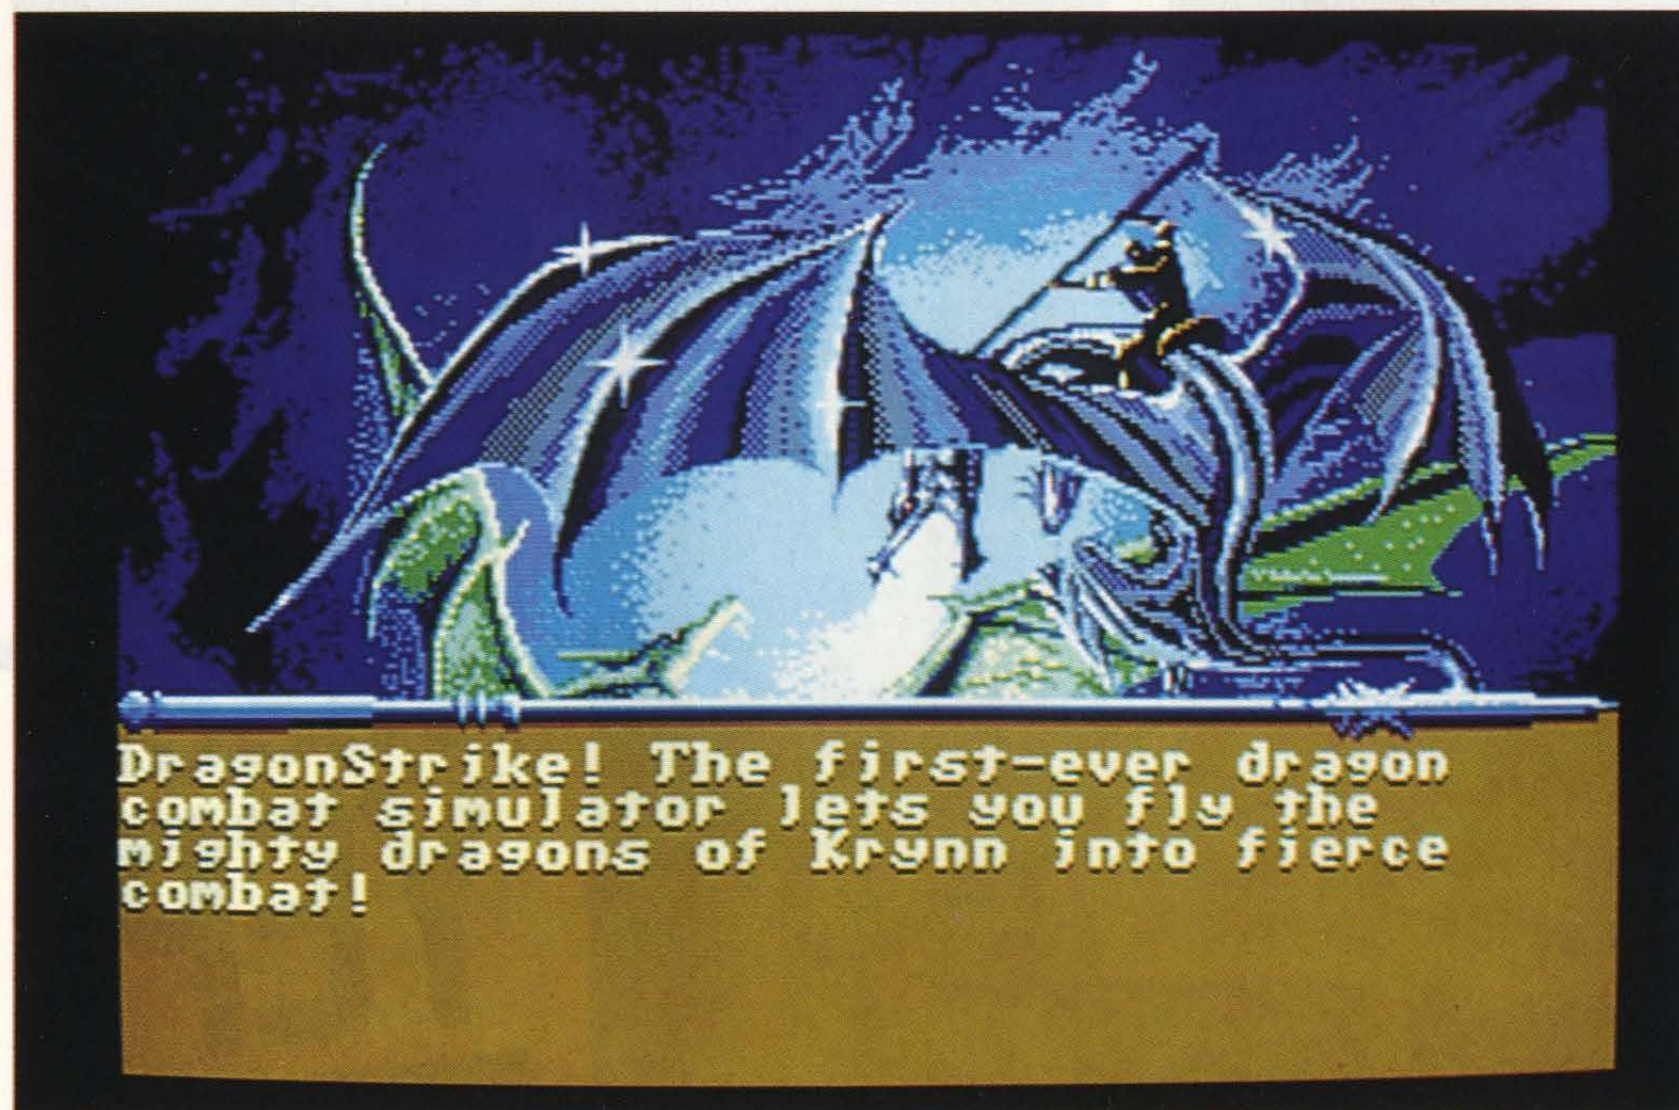 DragonStrike! The first-ever dragon
combat simulator lets you fly the
mighty dragons of Krynn into fierce
combat!